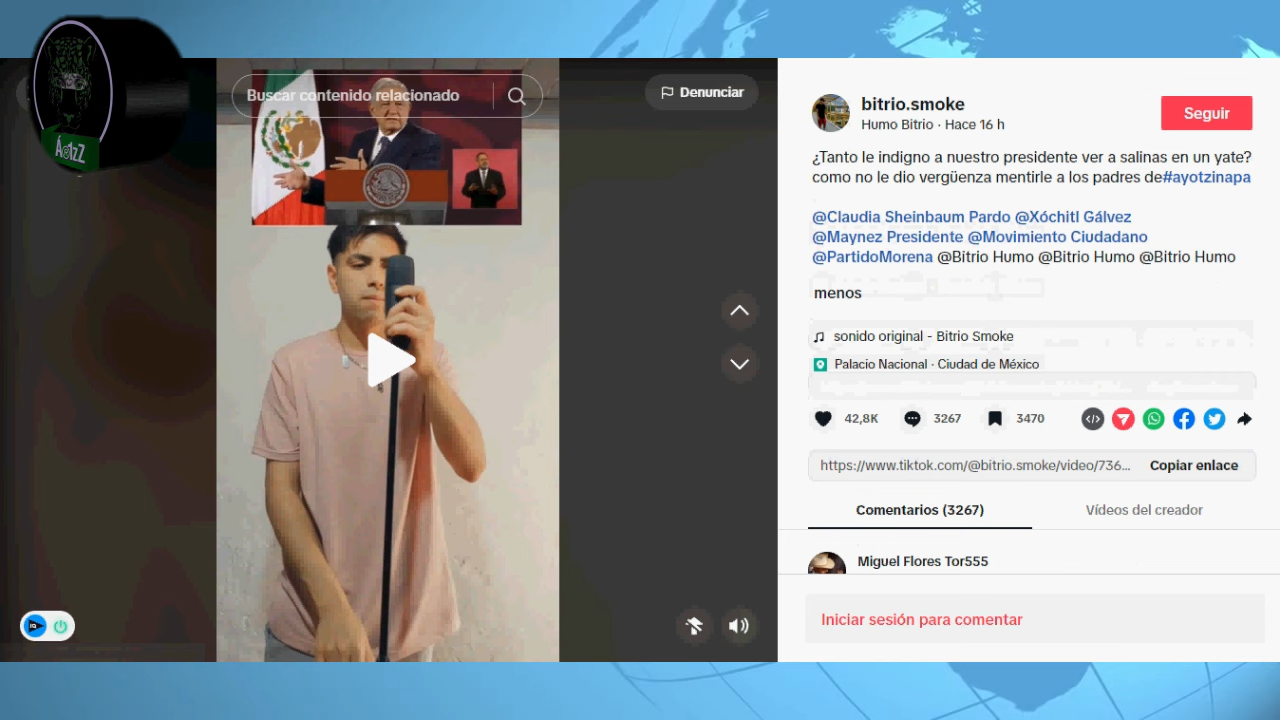 Buscar contenido relacionado
Denunciar
bitrio.smoke
Humo Bitrio · Hace 16 h
Seguir
¿Tanto le indigno a nuestro presidente ver a salinas en un yate?
como no le dio vergüenza mentirle a los padres de#ayotzinapa
@Claudia Sheinbaum Pardo @Xóchitl Gálvez
@Maynez Presidente @Movimiento Ciudadano
@PartidoMorena @Bitrio Humo @Bitrio Humo @Bitrio Humo
menos
sonido original - Bitrio Smoke
Palacio Nacional · Ciudad de México
42,8K 3267 3470
https://www.tiktok.com/@bitrio.smoke/video/736... Copiar enlace
Comentarios (3267) Vídeos del creador
Miguel Flores Tor555
Iniciar sesión para comentar